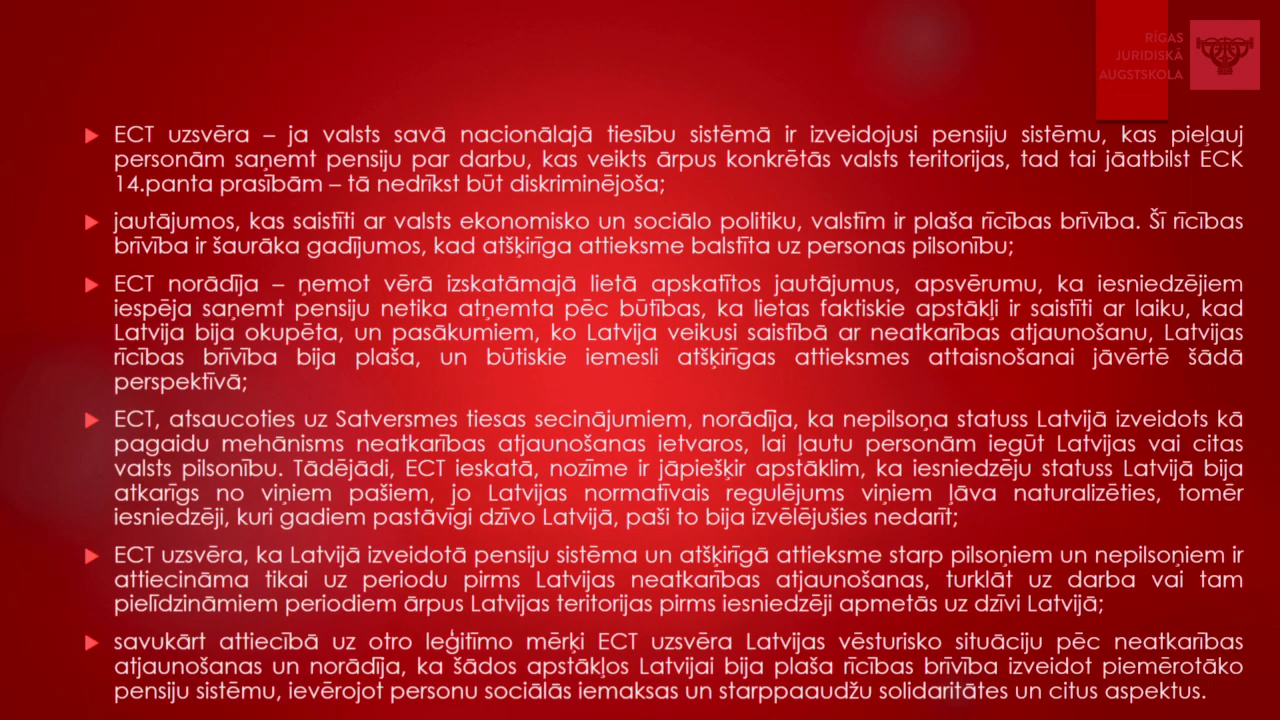 RĪGAS
JURIDISKĀ
AUGSTSKOLA
ECT uzsvēra – ja valsts savā nacionālajā tiesību sistēmā ir izveidojusi pensiju sistēmu, kas pieļauj
personām saņemt pensiju par darbu, kas veikts ārpus konkrētās valsts teritorijas, tad tai jāatbilst ECK
14.panta prasībām – tā nedrīkst būt diskriminējoša;
jautājumos, kas saistīti ar valsts ekonomisko un sociālo politiku, valstīm ir plaša rīcības brīvība. Šī rīcības
brīvība ir šaurāka gadījumos, kad atšķirīga attieksme balstīta uz personas pilsonību;
ECT norādīja – ņemot vērā izskatāmajā lietā apskatītos jautājumus, apsvērumu, ka iesniedzējiem
iespēja saņemt pensiju netika atņemta pēc būtības, ka lietas faktiskie apstākļi ir saistīti ar laiku, kad
Latvija bija okupēta, un pasākumiem, ko Latvija veikusi saistībā ar neatkarības atjaunošanu, Latvijas
rīcības brīvība bija plaša, un būtiskie iemesli atšķirīgas attieksmes attaisnošanai jāvērtē šādā
perspektīvā;
ECT, atsaucoties uz Satversmes tiesas secinājumiem, norādīja, ka nepilsoņa statuss Latvijā izveidots kā
pagaidu mehānisms neatkarības atjaunošanas ietvaros, lai ļautu personām iegūt Latvijas vai citas
valsts pilsonību. Tādējādi, ECT ieskatā, nozīme ir jāpiešķir apstāklim, ka iesniedzēju statuss Latvijā bija
atkarīgs no viņiem pašiem, jo Latvijas normatīvais regulējums viņiem ļāva naturalizēties, tomēr
iesniedzēji, kuri gadiem pastāvīgi dzīvo Latvijā, paši to bija izvēlējušies nedarīt;
ECT uzsvēra, ka Latvijā izveidotā pensiju sistēma un atšķirīgā attieksme starp pilsoņiem un nepilsoņiem ir
attiecināma tikai uz periodu pirms Latvijas neatkarības atjaunošanas, turklāt uz darba vai tam
pielīdzināmiem periodiem ārpus Latvijas teritorijas pirms iesniedzēji apmetās uz dzīvi Latvijā;
savukārt attiecībā uz otro leģitīmo mērķi ECT uzsvēra Latvijas vēsturisko situāciju pēc neatkarības
atjaunošanas un norādīja, ka šādos apstākļos Latvijai bija plaša rīcības brīvība izveidot piemērotāko
pensiju sistēmu, ievērojot personu sociālās iemaksas un starppaaudžu solidaritātes un citus aspektus.